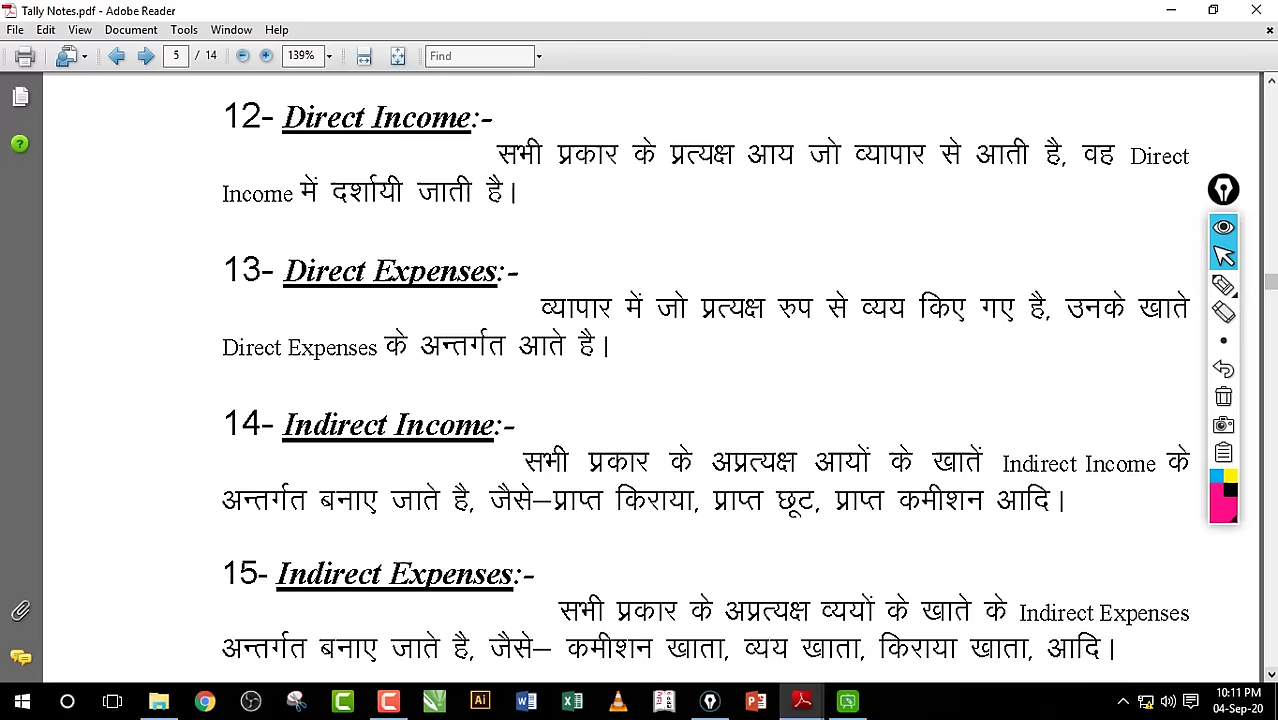 Tally Notes.pdf - Adobe Reader
File Edit View Document Tools Window Help
5 / 14 139% Find
12- Direct Income:-
सभी प्रकार के प्रत्यक्ष आय जो व्यापार से आती है, वह Direct
Income में दर्शायी जाती है।
13- Direct Expenses:-
व्यापार में जो प्रत्यक्ष रुप से व्यय किए गए है, उनके खाते
Direct Expenses के अन्तर्गत आते है।
14- Indirect Income:-
सभी प्रकार के अप्रत्यक्ष आयों के खातें Indirect Income के
अन्तर्गत बनाए जाते है, जैसे–प्राप्त किराया, प्राप्त छूट, प्राप्त कमीशन आदि।
15- Indirect Expenses:-
सभी प्रकार के अप्रत्यक्ष व्ययों के खाते के Indirect Expenses
अन्तर्गत बनाए जाते है, जैसे– कमीशन खाता, व्यय खाता, किराया खाता, आदि।
10:11 PM
04-Sep-20